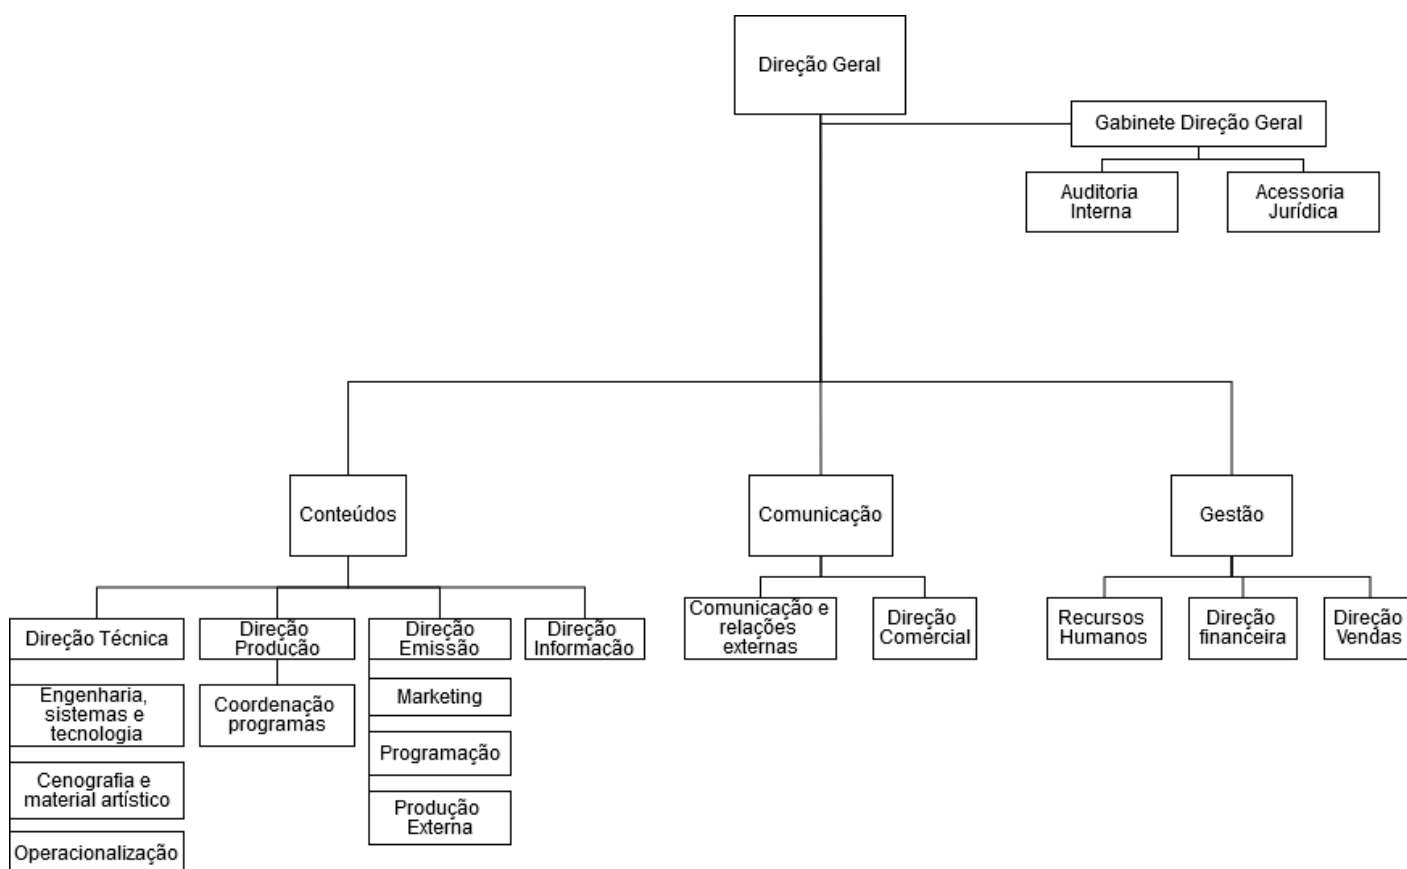 Direção Geral
Gabinete Direção Geral
Auditoria
Interna
Acessoria
Jurídica
Conteúdos
Comunicação
Gestão
Direção Técnica
Direção
Produção
Direção
Emissão
Direção
Informação
Comunicação e
relações
externas
Direção
Comercial
Recursos
Humanos
Direção
financeira
Direção
Vendas
Engenharia,
sistemas e
tecnologia
Coordenação
programas
Marketing
Programação
Cenografia e
material artístico
Produção
Externa
Operacionalização